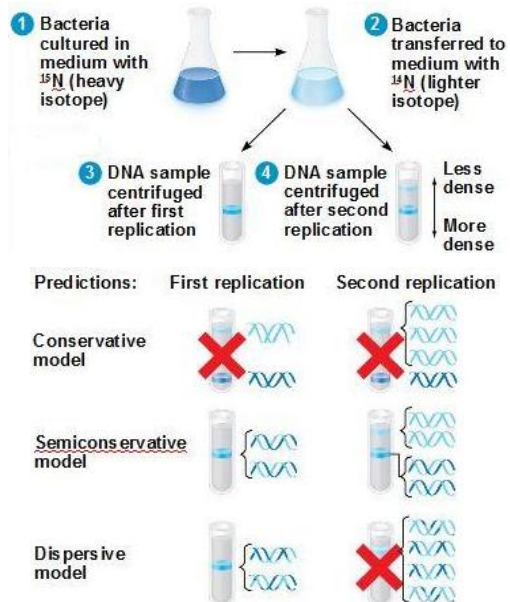 1 Bacteria
cultured in
medium with
¹⁵N (heavy
isotope)
2 Bacteria
transferred to
medium with
¹⁴N (lighter
isotope)
3 DNA sample
centrifuged
after first
replication
4 DNA sample
centrifuged
after second
replication
Less
dense
More
dense
Predictions: First replication Second replication
Conservative
model
Semiconservative
model
Dispersive
model